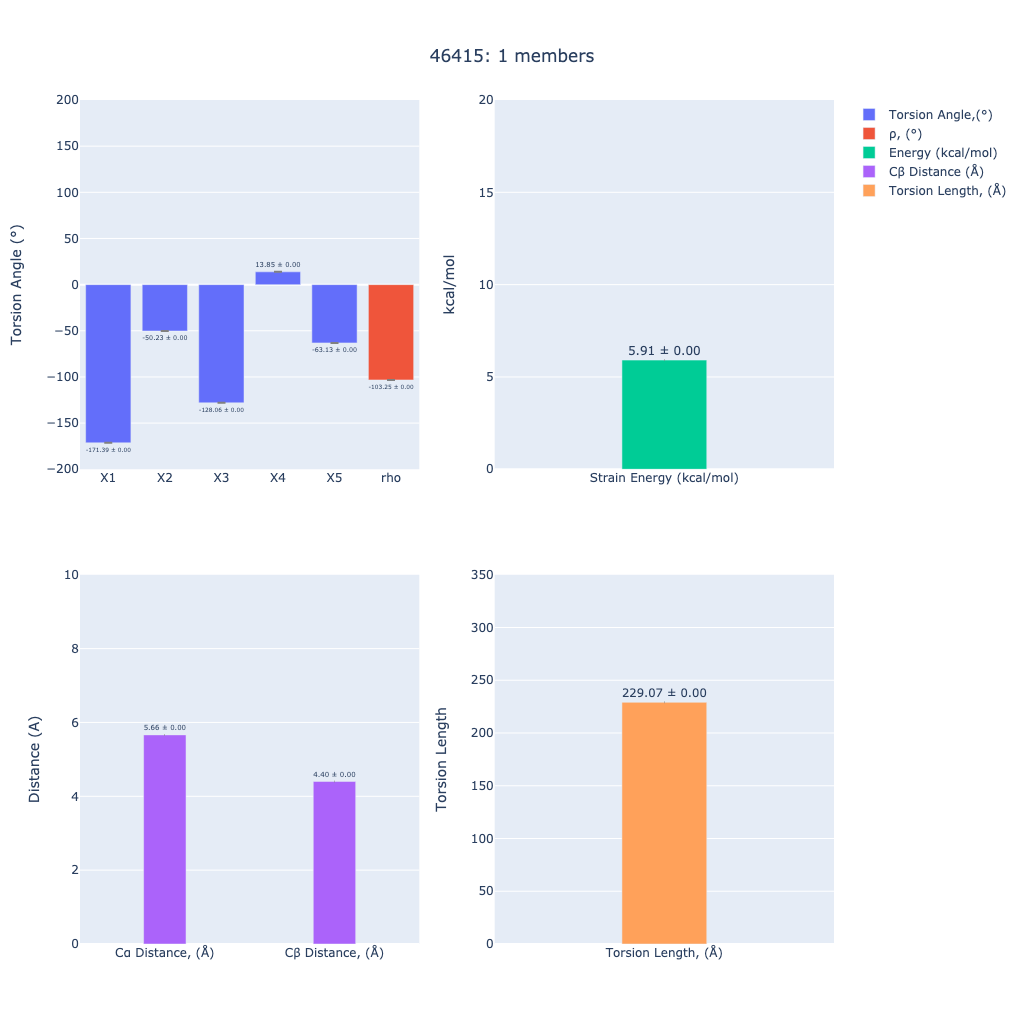 46415: 1 members
200
150
100
50
0
−50
−100
−150
−200
Torsion Angle (°)
-171.39 ± 0.00
-50.23 ± 0.00
-128.06 ± 0.00
13.85 ± 0.00
-63.13 ± 0.00
-103.25 ± 0.00
X1 X2 X3 X4 X5 rho
20
15
10
5
0
kcal/mol
5.91 ± 0.00
Strain Energy (kcal/mol)
Torsion Angle,(°)
ρ, (°)
Energy (kcal/mol)
Cβ Distance (Å)
Torsion Length, (Å)
10
8
6
4
2
0
Distance (A)
5.66 ± 0.00
4.40 ± 0.00
Cα Distance, (Å) Cβ Distance, (Å)
350
300
250
200
150
100
50
0
Torsion Length
229.07 ± 0.00
Torsion Length, (Å)